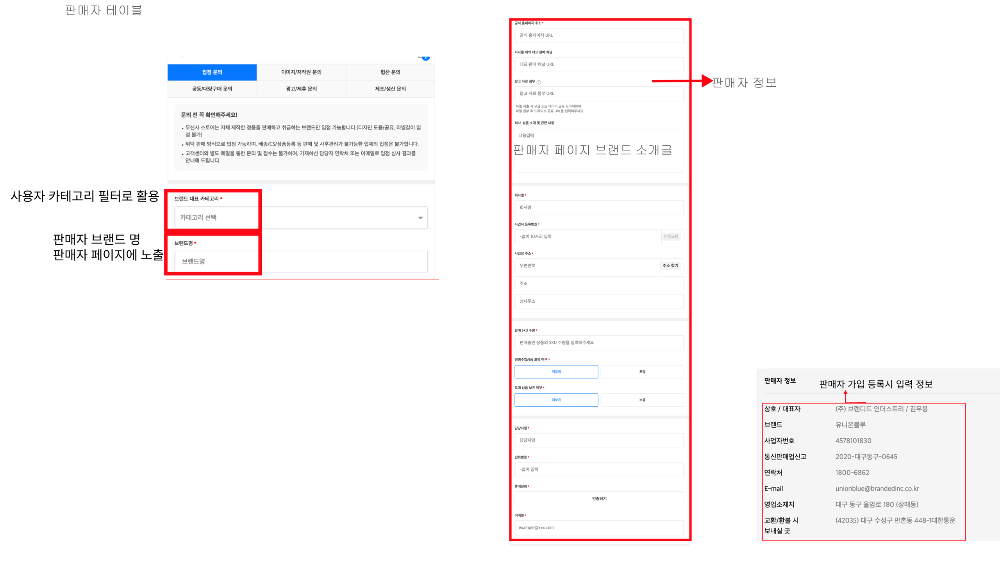 판매자 테이블
2
입점 문의
이미지/저작권 문의
협찬 문의
공동/대량구매 문의
광고/제휴 문의
제조/생산 문의
문의 전 꼭 확인해주세요!
• 무신사 스토어는 자체 제작한 정품을 판매하고 취급하는 브랜드만 입점 가능합니다.(디자인 도용/공유, 라벨갈이 입
점 불가)
• 위탁 판매 방식으로 입점 가능하며, 배송/CS/상품등록 등 판매 및 사후관리가 불가능한 업체의 입점은 불가합니다.
• 고객센터와 별도 메일을 통한 문의 및 접수는 불가하며, 기재하신 담당자 연락처 또는 이메일로 입점 심사 결과를
안내해 드립니다.
사용자 카테고리 필터로 활용
브랜드 대표 카테고리 •
카테고리 선택
판매자 브랜드 명
판매자 페이지에 노출
브랜드명 •
브랜드명
공식 홈페이지 주소 •
공식 홈페이지 URL
자사몰 제외 대표 판매 채널
대표 판매 채널 URL
참고 자료 첨부 ?
참고 자료 첨부 URL
파일 제출 시 구글 또는 네이버 공유 드라이브에
파일 첨부 후 드라이브 공유 URL을 입력해주세요.
판매자 정보
회사, 상품 소개 및 관련 내용
내용입력
판매자 페이지 브랜드 소개글
회사명 •
회사명
사업자 등록번호 •
-없이 10자리 입력
인증요청
사업장 주소 •
우편번호
주소 찾기
주소
상세주소
판매 SKU 수량 •
판매중인 상품의 SKU 수량을 입력해주세요
병행수입상품 포함 여부 •
미포함
포함
도매 상품 보유 여부 •
미보유
보유
담당자명 •
담당자명
전화번호 •
-없이 입력
휴대전화 •
인증하기
이메일 •
example@xxx.com
판매자 정보
판매자 가입 등록시 입력 정보
상호 / 대표자 (주) 브랜디드 인더스트리 / 김우용
브랜드 유니온블루
사업자번호 4578101830
통신판매업신고 2020-대구동구-0645
연락처 1800-6862
E-mail unionblue@brandedinc.co.kr
영업소재지 대구 동구 율암로 180 (상매동)
교환/환불 시 (42035) 대구 수성구 만촌동 448-1대한통운
보내실 곳